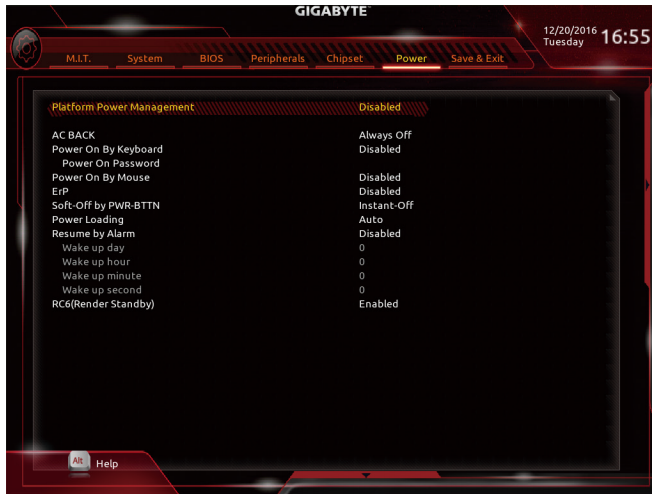 GIGABYTE™
12/20/2016 16:55
Tuesday
M.I.T. System BIOS Peripherals Chipset Power Save & Exit
Platform Power Management Disabled
AC BACK Always Off
Power On By Keyboard Disabled
Power On Password
Power On By Mouse Disabled
ErP Disabled
Soft-Off by PWR-BTTN Instant-Off
Power Loading Auto
Resume by Alarm Disabled
Wake up day 0
Wake up hour 0
Wake up minute 0
Wake up second 0
RC6(Render Standby) Enabled
Alt Help